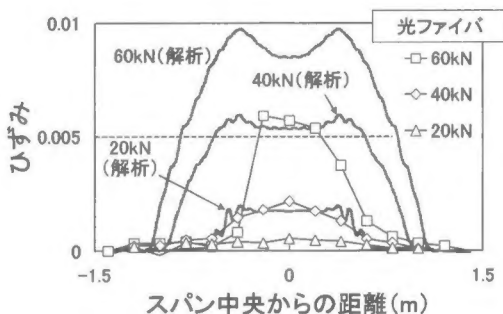 0.01
0.005
0
ひずみ
60kN(解析)
40kN(解析)
20kN
(解析)
光ファイバ
60kN
40kN
20kN
-1.5
0
1.5
スパン中央からの距離(m)